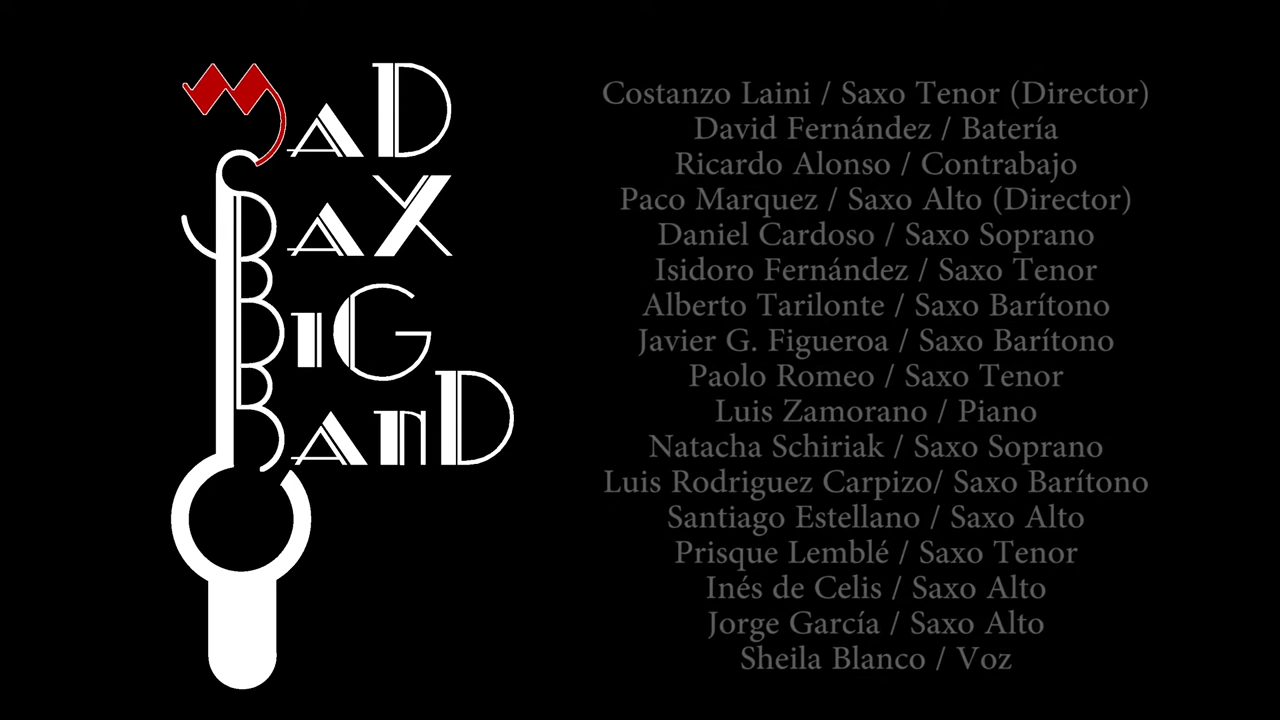 MAD
SAX
BIG
BAND
Costanzo Laini / Saxo Tenor (Director)
David Fernández / Batería
Ricardo Alonso / Contrabajo
Paco Marquez / Saxo Alto (Director)
Daniel Cardoso / Saxo Soprano
Isidoro Fernández / Saxo Tenor
Alberto Tarilonte / Saxo Barítono
Javier G. Figueroa / Saxo Barítono
Paolo Romeo / Saxo Tenor
Luis Zamorano / Piano
Natacha Schiriak / Saxo Soprano
Luis Rodriguez Carpizo/ Saxo Barítono
Santiago Estellano / Saxo Alto
Prisque Lemblé / Saxo Tenor
Inés de Celis / Saxo Alto
Jorge García / Saxo Alto
Sheila Blanco / Voz